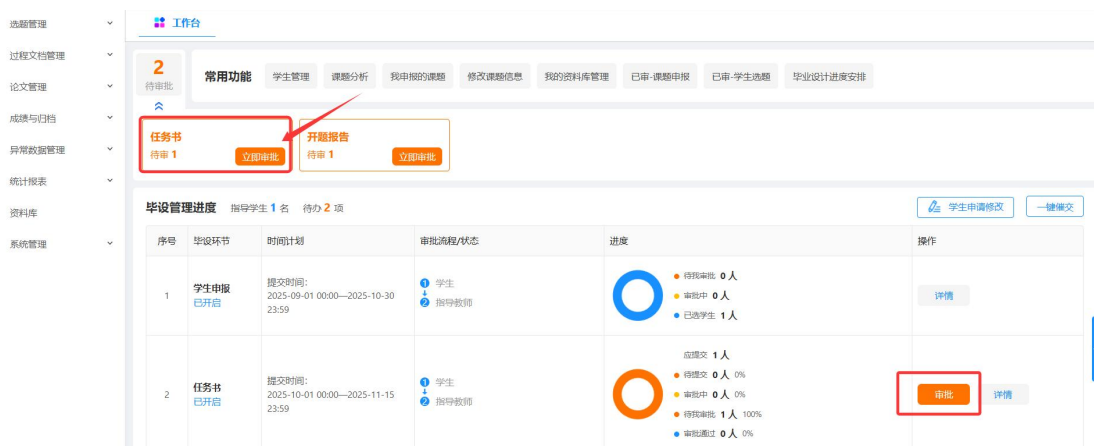 选题管理
过程文档管理
论文管理
成绩与归档
异常数据管理
统计报表
资料库
系统管理
工作台
2
待审批
常用功能 学生管理 课题分析 我申报的课题 修改课题信息 我的资料库管理 已审-课题申报 已审-学生选题 毕业设计进度安排
任务书
待审 1 立即审批
开题报告
待审 1 立即审批
毕设管理进度 指导学生 1 名 待办 2 项 学生申请修改 一键催交
序号 毕设环节 时间计划 审批流程/状态 进度 操作
1
学生申报
已开启
提交时间:
2025-09-01 00:00—2025-10-30
23:59
1 学生
2 指导教师
待我审批 0 人
审批中 0 人
已选学生 1 人
详情
2
任务书
已开启
提交时间:
2025-10-01 00:00—2025-11-15
23:59
1 学生
2 指导教师
应提交 1 人
待提交 0 人 0%
审批中 0 人 0%
待我审批 1 人 100%
审批通过 0 人 0%
审批 详情